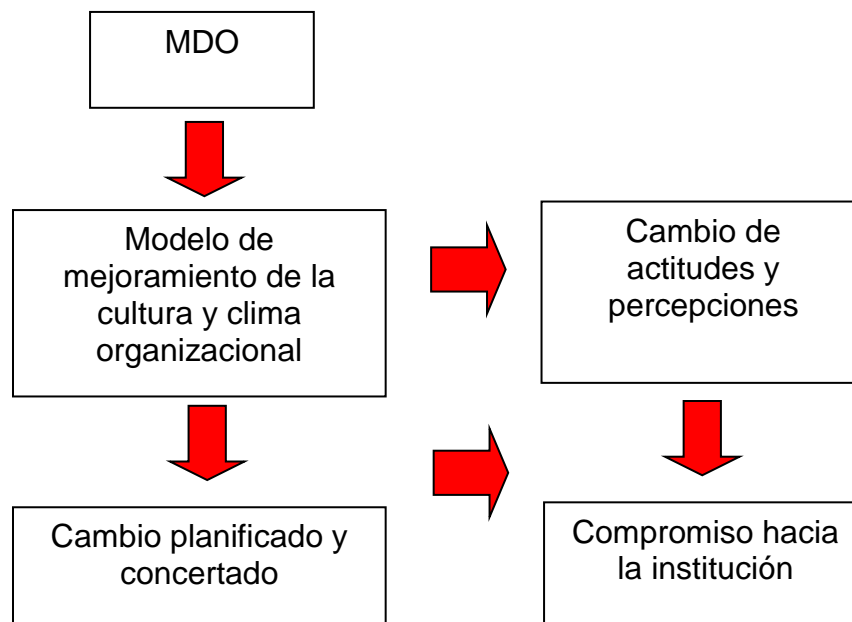 MDO
Modelo de
mejoramiento de la
cultura y clima
organizacional
Cambio de
actitudes y
percepciones
Cambio planificado y
concertado
Compromiso hacia
la institución